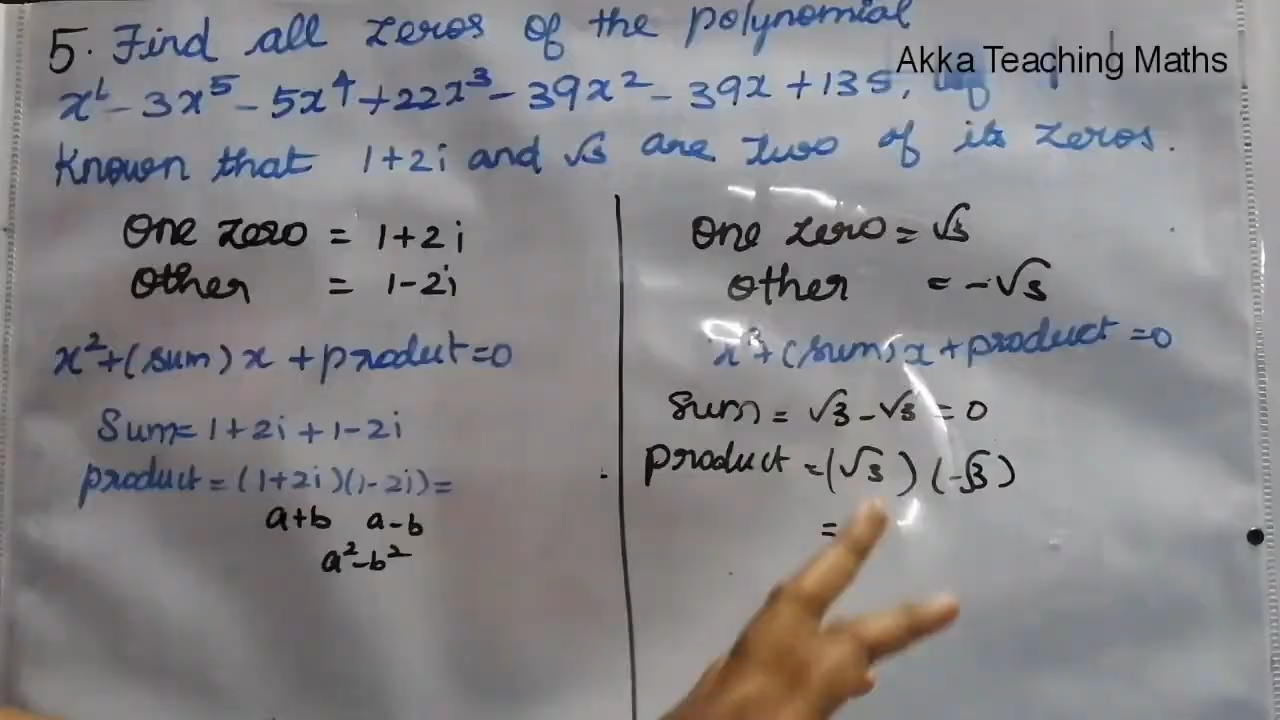 5. Find all zeros of the polynomial
Akka Teaching Maths
x⁶ - 3x⁵ - 5x⁴ + 22x³ - 39x² - 39x + 135, if
known that 1+2i and √3 are two of its zeros.
One zero = 1+2i
Other = 1-2i
x²+(sum)x + product=0
Sum= 1+2i+1-2i
product=(1+2i)(1-2i)=
a+b a-b
a²-b²
One zero = √3
other = -√3
x²+(sum)x+product=0
Sum = √3 - √3 = 0
product =(√3)(-√3)
=